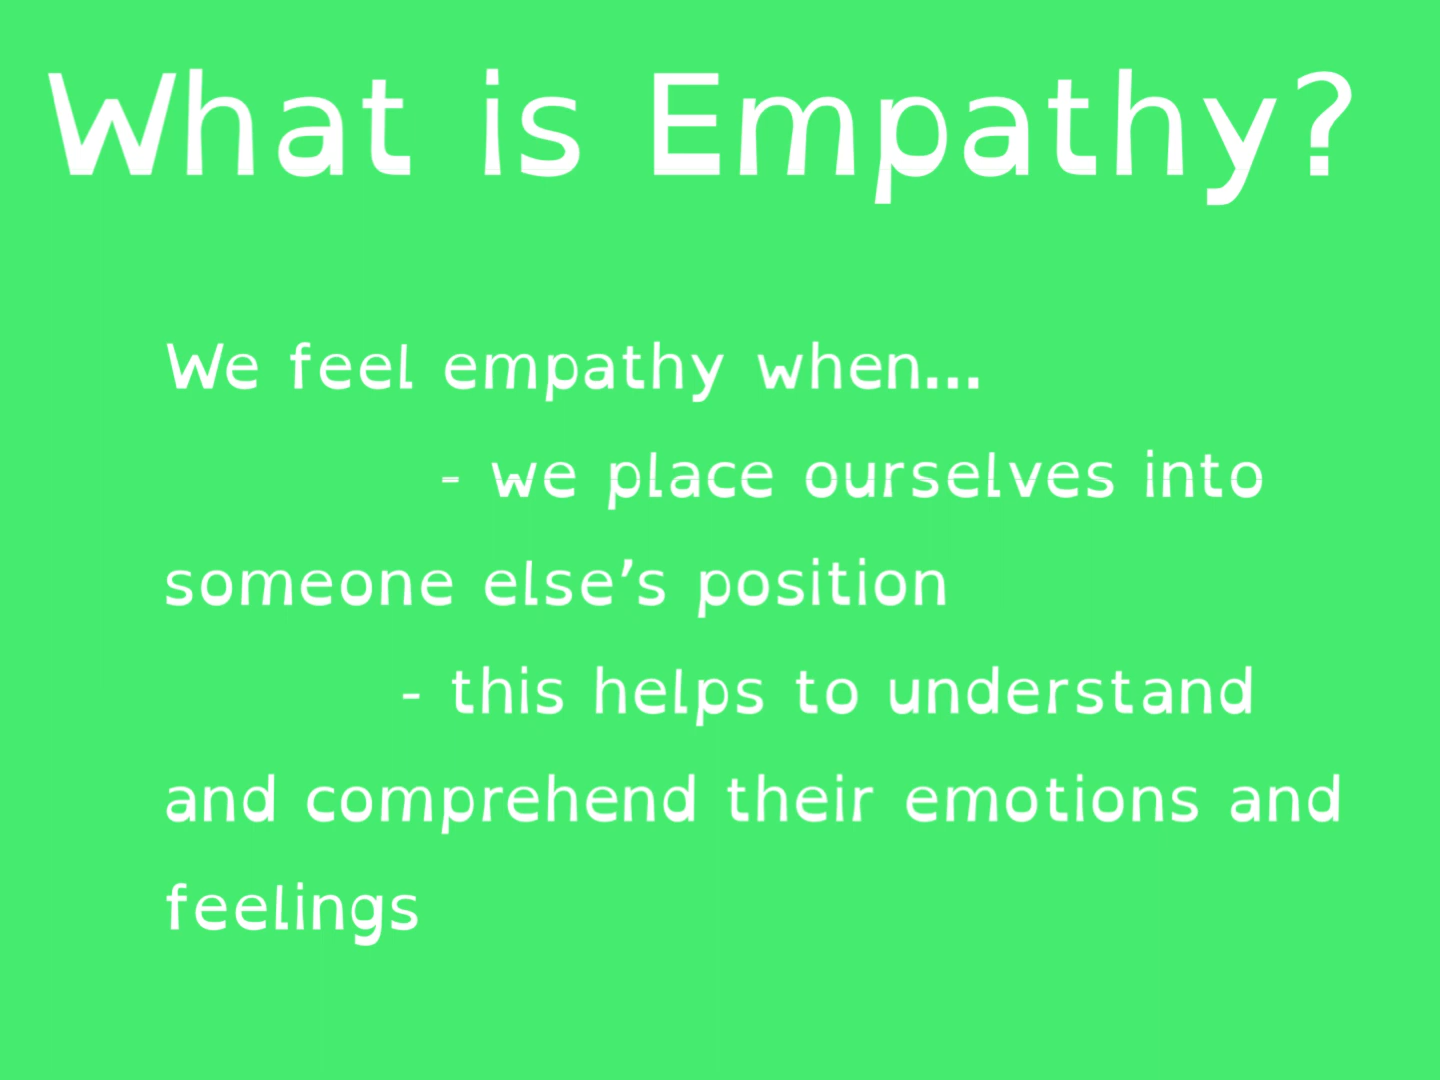 What is Empathy?
We feel empathy when...
- we place ourselves into
someone else’s position
- this helps to understand
and comprehend their emotions and
feelings